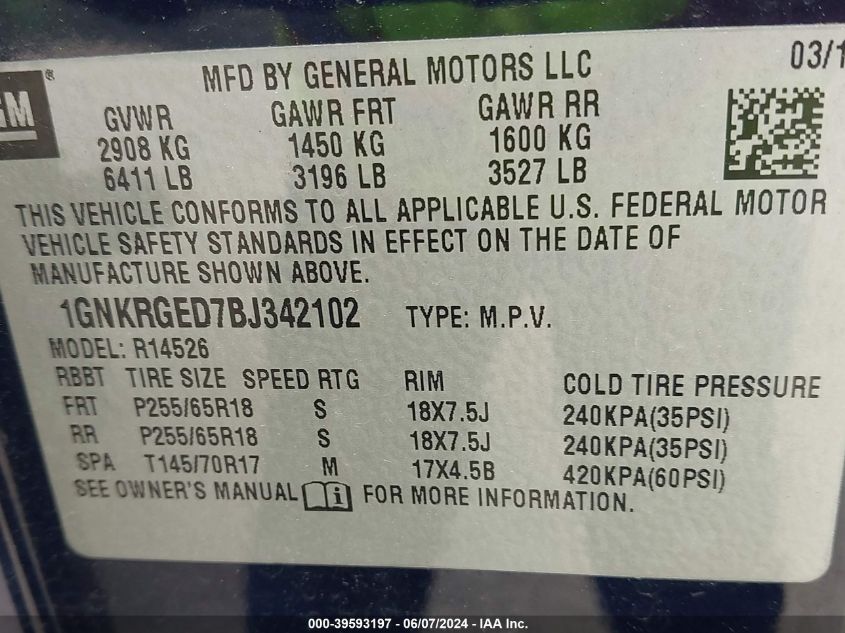 GM®
MFD BY GENERAL MOTORS LLC 03/1
GVWR GAWR FRT GAWR RR
2908 KG 1450 KG 1600 KG
6411 LB 3196 LB 3527 LB
THIS VEHICLE CONFORMS TO ALL APPLICABLE U.S. FEDERAL MOTOR
VEHICLE SAFETY STANDARDS IN EFFECT ON THE DATE OF
MANUFACTURE SHOWN ABOVE.
1GNKRGED7BJ342102 TYPE: M.P.V.
MODEL: R14526
RBBT TIRE SIZE SPEED RTG RIM COLD TIRE PRESSURE
FRT P255/65R18 S 18X7.5J 240KPA(35PSI)
RR P255/65R18 S 18X7.5J 240KPA(35PSI)
SPA T145/70R17 M 17X4.5B 420KPA(60PSI)
SEE OWNER'S MANUAL i FOR MORE INFORMATION.
000-39593197 - 06/07/2024 - IAA Inc.